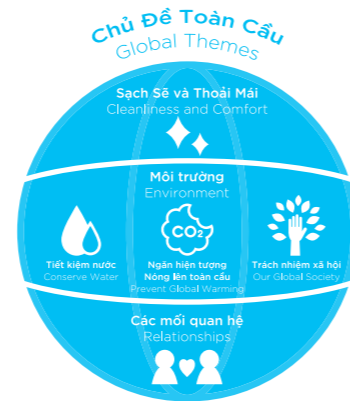 Chủ Đề Toàn Cầu
Global Themes
Sạch Sẽ và Thoải Mái
Cleanliness and Comfort
Môi trường
Environment
CO₂
Tiết kiệm nước
Conserve Water
Ngăn hiện tượng
Nóng lên toàn cầu
Prevent Global Warming
Trách nhiệm xã hội
Our Global Society
Các mối quan hệ
Relationships